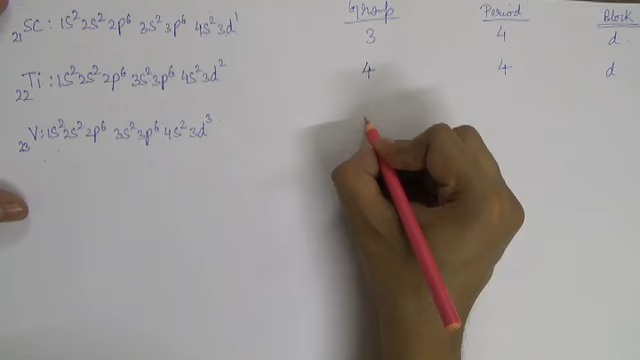 Group Period Block
21SC: 1S² 2S² 2p⁶ 3S² 3p⁶ 4S² 3d¹ 3 4 d
22Ti: 1S² 2S² 2p⁶ 3S² 3p⁶ 4S² 3d² 4 4 d
23V: 1S² 2S² 2p⁶ 3S² 3p⁶ 4S² 3d³